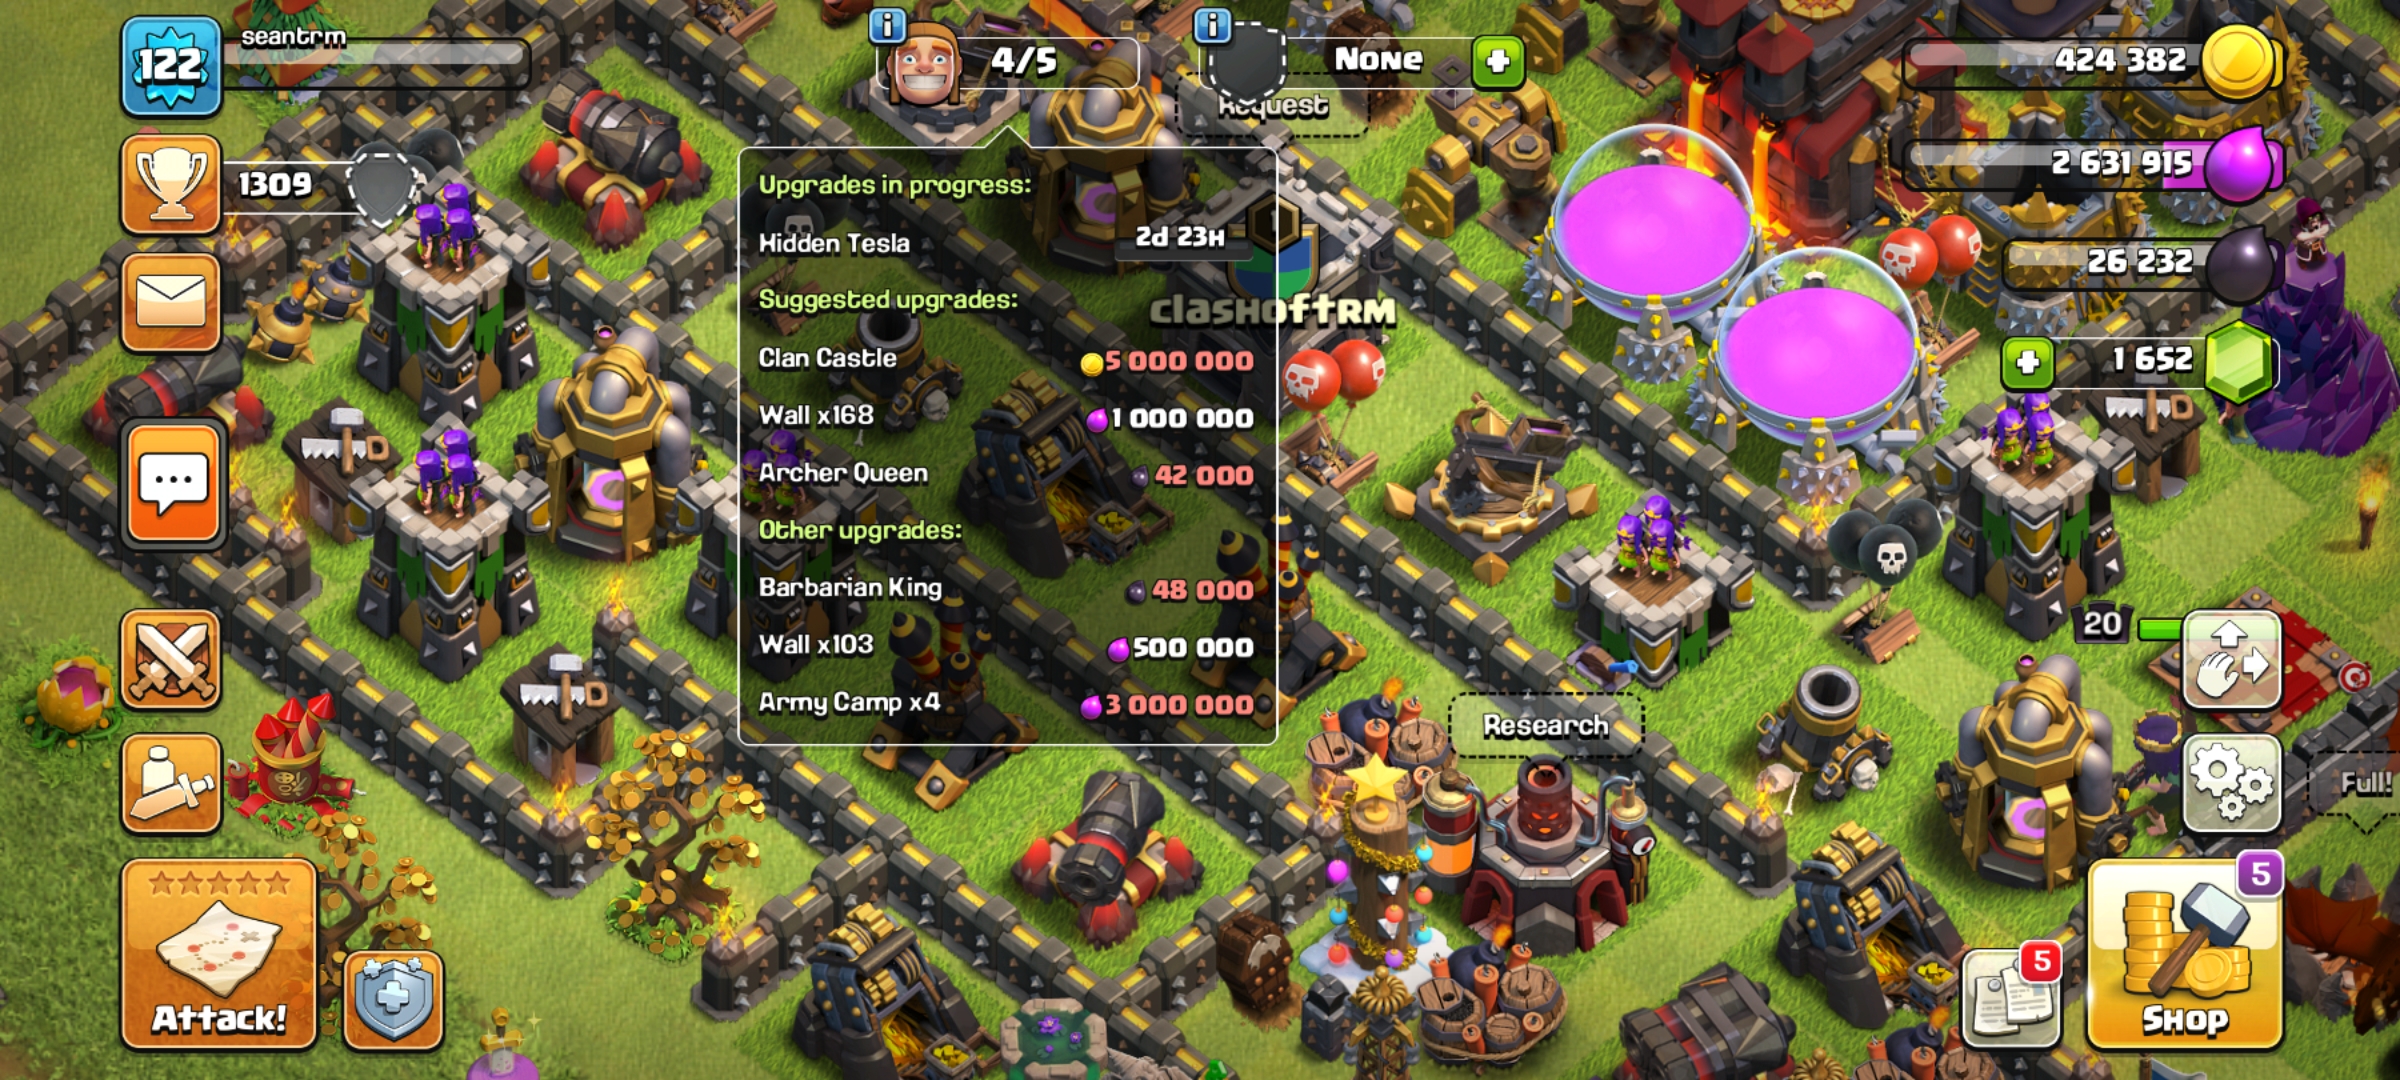 122
seantrm
4/5
None
Request
424 382
2 631 915
26 232
1 652
1309
Upgrades in progress:
Hidden Tesla 2d 23H
Suggested upgrades:
Clan Castle 5 000 000
Wall x168 1 000 000
Archer Queen 42 000
Other upgrades:
Barbarian King 48 000
Wall x103 500 000
Army Camp x4 3 000 000
clashoftrm
20
Research
Full!
Attack!
5
5
Shop